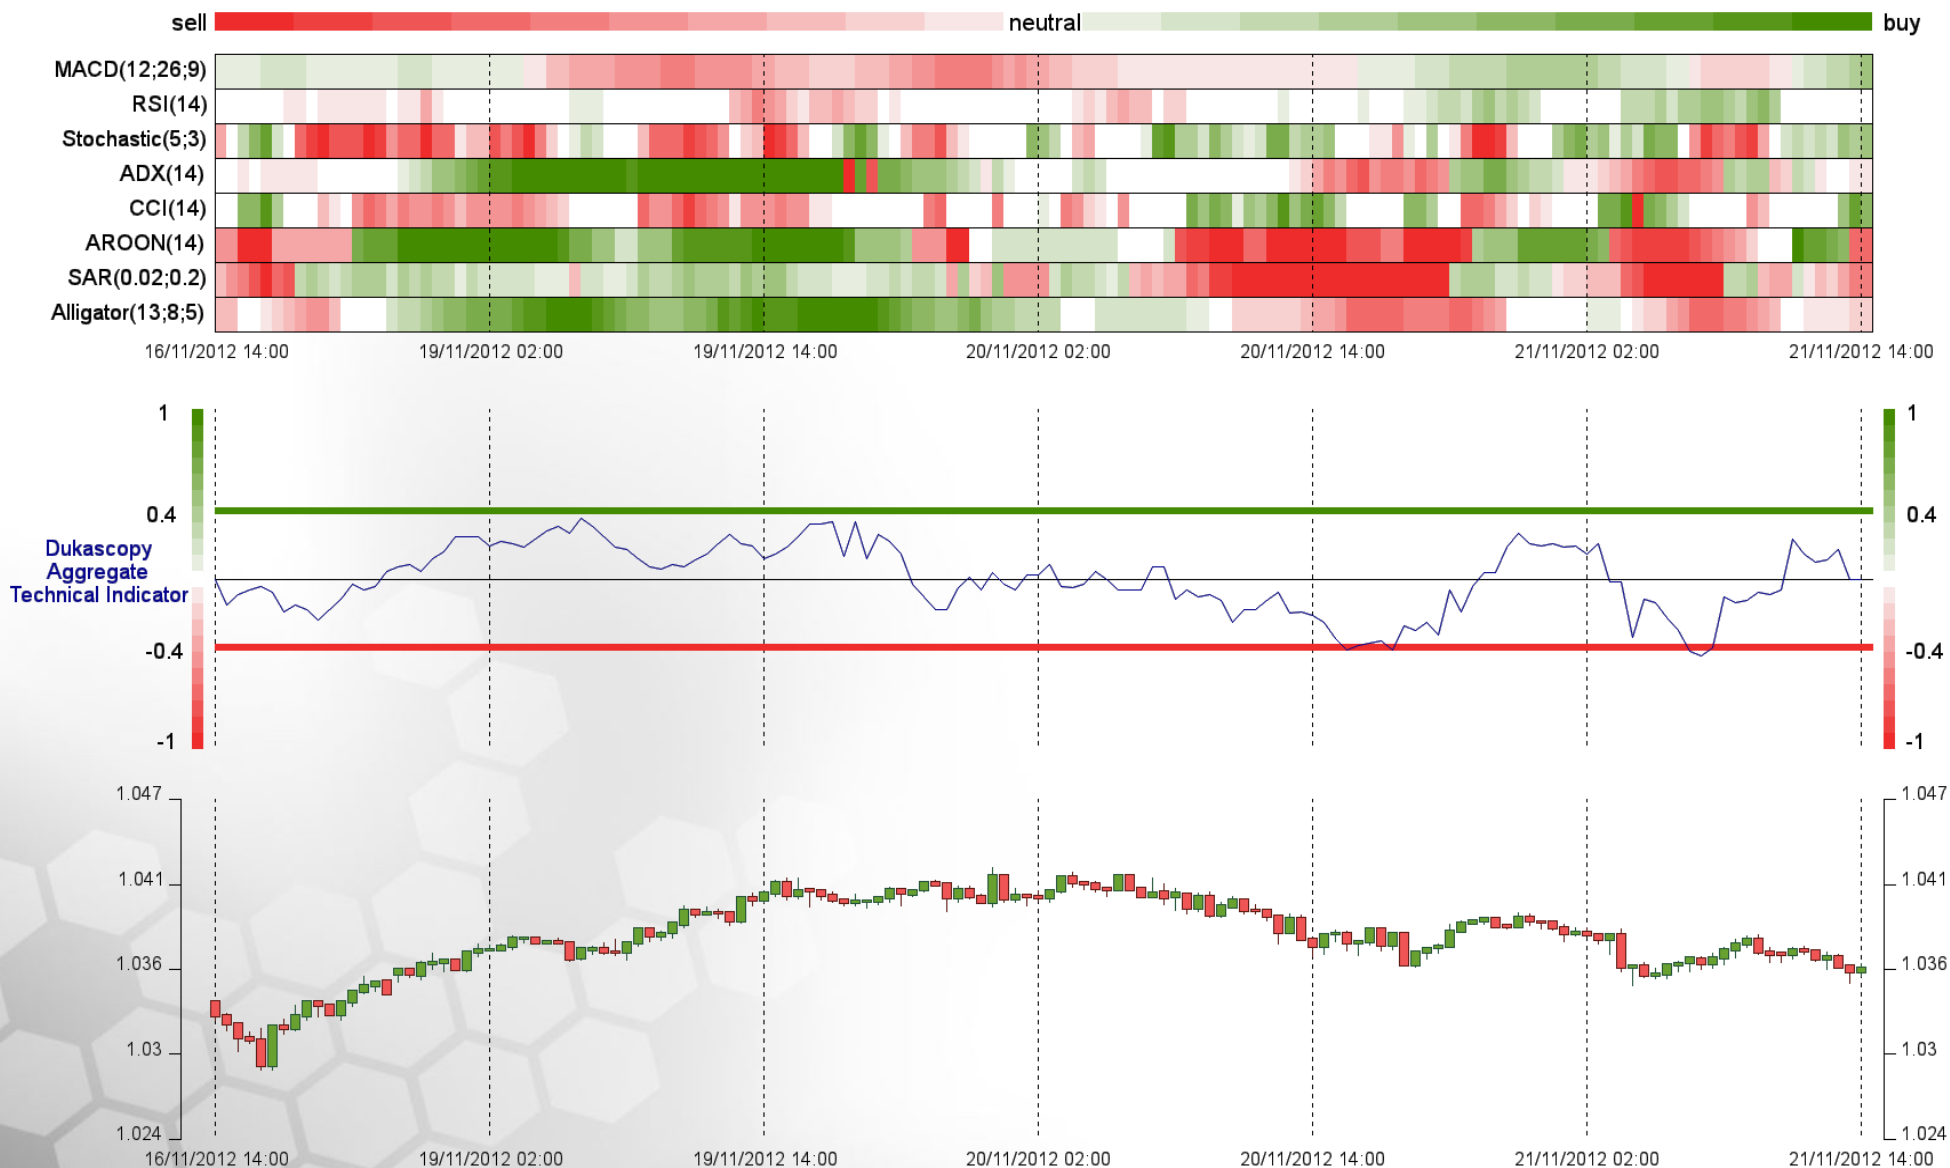 sell neutral buy
MACD(12;26;9)
RSI(14)
Stochastic(5;3)
ADX(14)
CCI(14)
AROON(14)
SAR(0.02;0.2)
Alligator(13;8;5)
16/11/2012 14:00 19/11/2012 02:00 19/11/2012 14:00 20/11/2012 02:00 20/11/2012 14:00 21/11/2012 02:00 21/11/2012 14:00
1 1
0.4 0.4
Dukascopy
Aggregate
Technical Indicator
-0.4 -0.4
-1 -1
1.047 1.047
1.041 1.041
1.036 1.036
1.03 1.03
1.024 1.024
16/11/2012 14:00 19/11/2012 02:00 19/11/2012 14:00 20/11/2012 02:00 20/11/2012 14:00 21/11/2012 02:00 21/11/2012 14:00